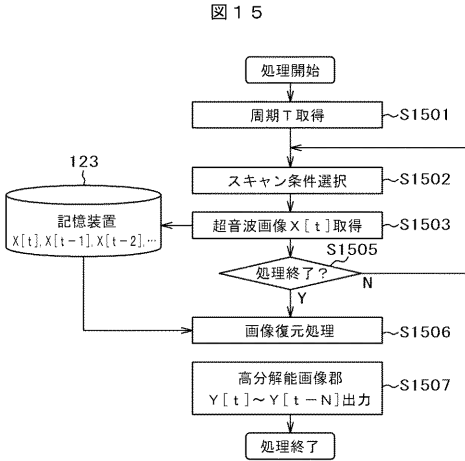 図１５
処理開始
周期Ｔ取得
S1501
スキャン条件選択
S1502
123
記憶装置
X[t],X[t-1],X[t-2],…
超音波画像Ｘ[ｔ]取得
S1503
処理終了？
S1505
N
Y
画像復元処理
S1506
高分解能画像郡
Ｙ[ｔ]～Ｙ[ｔ－Ｎ]出力
S1507
処理終了